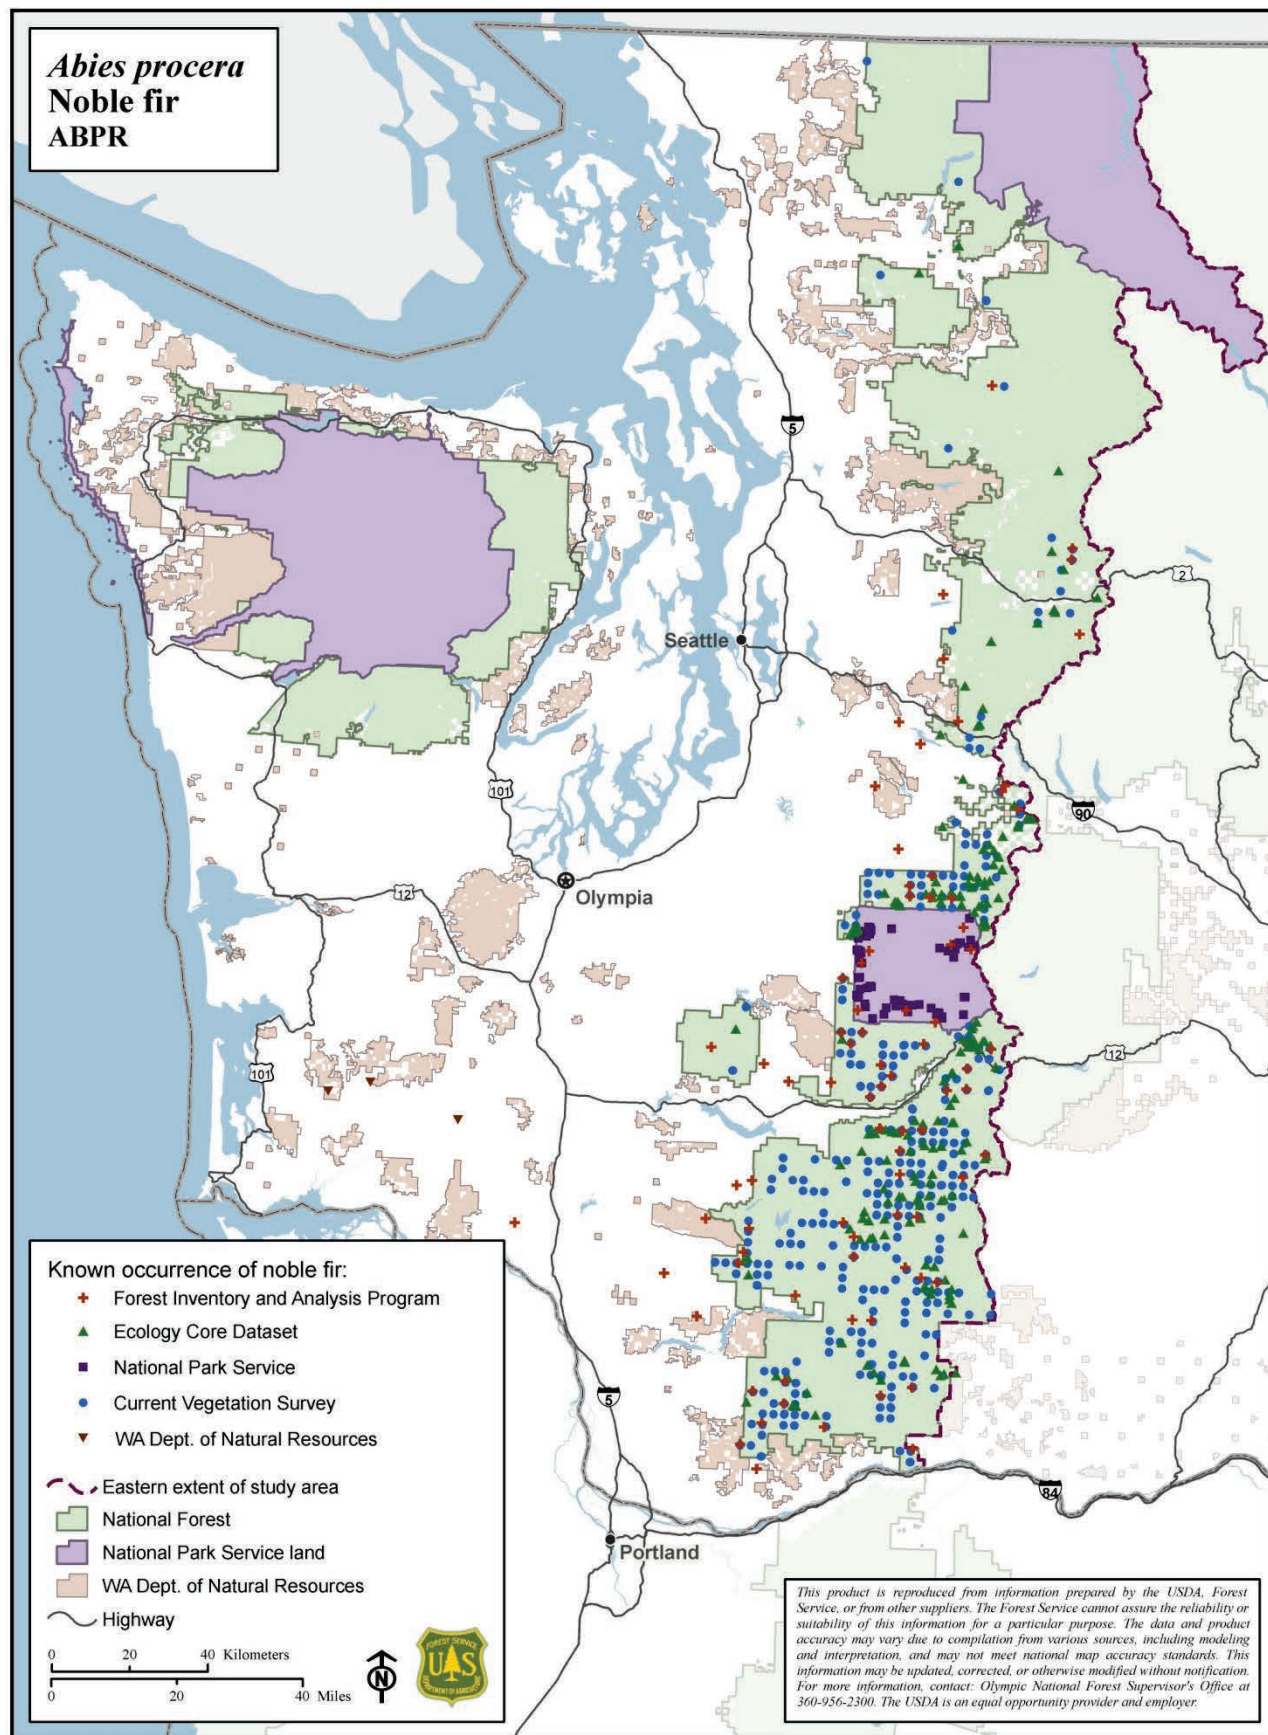 Abies procera
Noble fir
ABPR
5
2
Seattle
101
90
12
Olympia
101
12
Known occurrence of noble fir:
Forest Inventory and Analysis Program
Ecology Core Dataset
National Park Service
Current Vegetation Survey
WA Dept. of Natural Resources
Eastern extent of study area
National Forest
National Park Service land
WA Dept. of Natural Resources
Highway
0 20 40 Kilometers
0 20 40 Miles
N
FOREST SERVICE
U S
DEPARTMENT OF AGRICULTURE
5
84
Portland
This product is reproduced from information prepared by the USDA, Forest
Service, or from other suppliers. The Forest Service cannot assure the reliability or
suitability of this information for a particular purpose. The data and product
accuracy may vary due to compilation from various sources, including modeling
and interpretation, and may not meet national map accuracy standards. This
information may be updated, corrected, or otherwise modified without notification.
For more information, contact: Olympic National Forest Supervisor's Office at
360-956-2300. The USDA is an equal opportunity provider and employer.